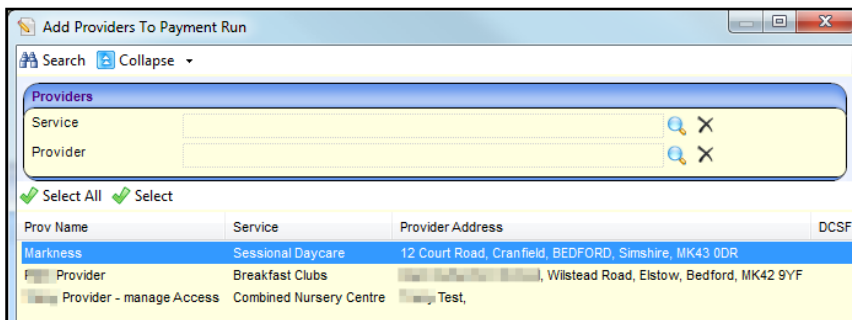 Add Providers To Payment Run
Search Collapse
Providers
Service
Provider
Select All Select
Prov Name Service Provider Address DCSF
Markness Sessional Daycare 12 Court Road, Cranfield, BEDFORD, Simshire, MK43 0DR
Provider Breakfast Clubs , Wilstead Road, Elstow, Bedford, MK42 9YF
Provider - manage Access Combined Nursery Centre Test,